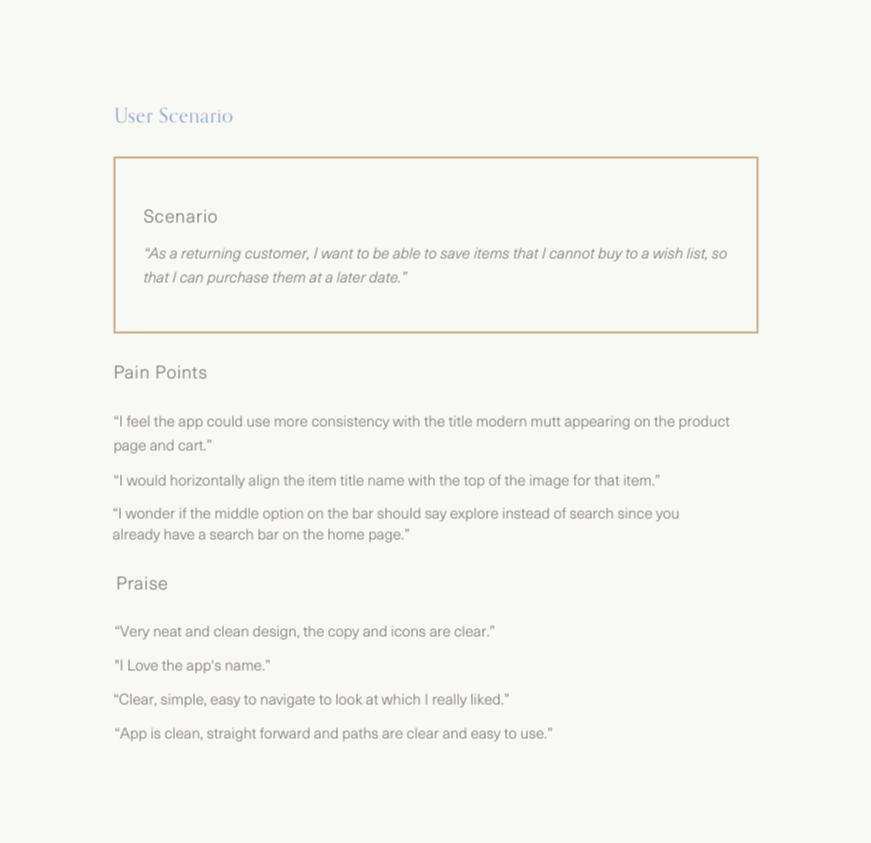 User Scenario
Scenario
“As a returning customer, I want to be able to save items that I cannot buy to a wish list, so
that I can purchase them at a later date.”
Pain Points
“I feel the app could use more consistency with the title modern mutt appearing on the product
page and cart.”
“I would horizontally align the item title name with the top of the image for that item.”
“I wonder if the middle option on the bar should say explore instead of search since you
already have a search bar on the home page.”
Praise
“Very neat and clean design, the copy and icons are clear.”
"I Love the app's name.”
“Clear, simple, easy to navigate to look at which I really liked.”
“App is clean, straight forward and paths are clear and easy to use.”